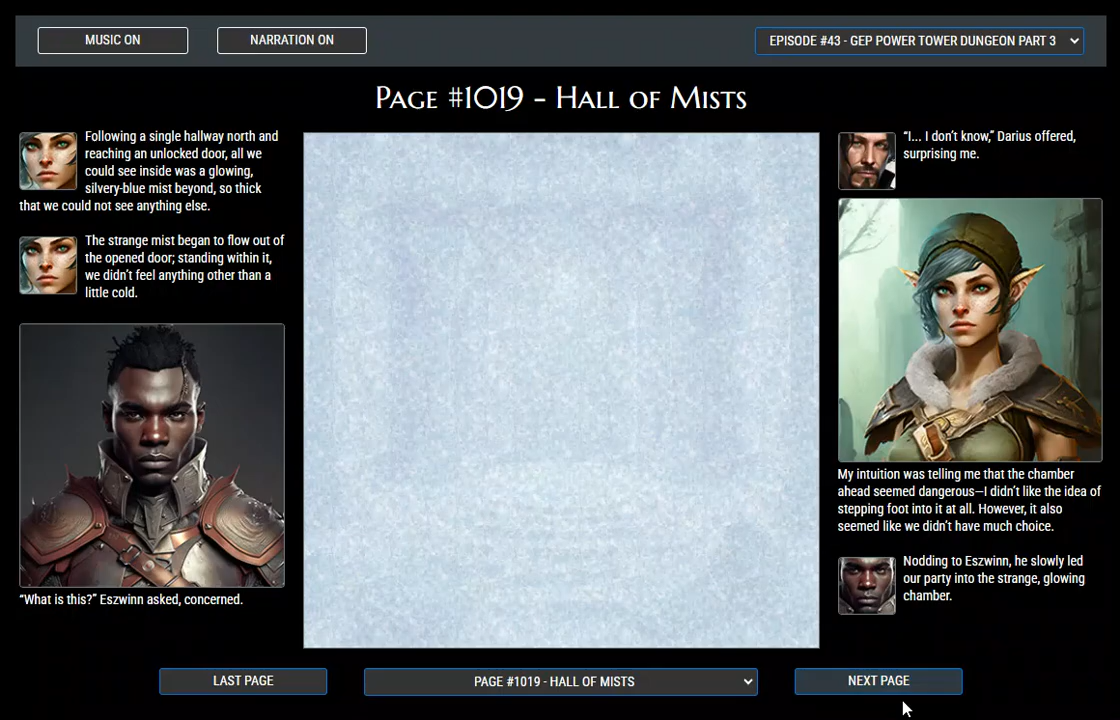 MUSIC ON
NARRATION ON
EPISODE #43 - GEP POWER TOWER DUNGEON PART 3
Page #1019 - Hall of Mists
Following a single hallway north and
reaching an unlocked door, all we
could see inside was a glowing,
silvery-blue mist beyond, so thick
that we could not see anything else.
The strange mist began to flow out of
the opened door; standing within it,
we didn't feel anything other than a
little cold.
"What is this?" Eszwinn asked, concerned.
"I... I don't know," Darius offered,
surprising me.
My intuition was telling me that the chamber
ahead seemed dangerous—I didn't like the idea of
stepping foot into it at all. However, it also
seemed like we didn't have much choice.
Nodding to Eszwinn, he slowly led
our party into the strange, glowing
chamber.
LAST PAGE
PAGE #1019 - HALL OF MISTS
NEXT PAGE